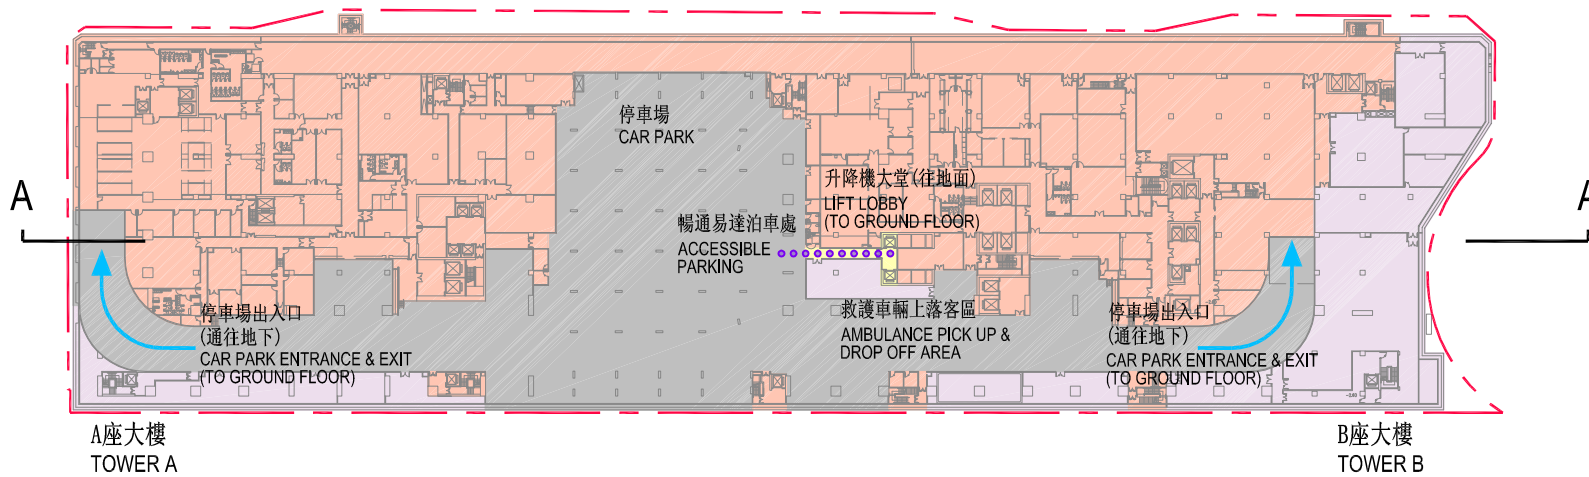 停車場
CAR PARK
升降機大堂(往地面)
LIFT LOBBY
(TO GROUND FLOOR)
A
A
暢通易達泊車處
ACCESSIBLE
PARKING
停車場出入口
(通往地下)
CAR PARK ENTRANCE & EXIT
(TO GROUND FLOOR)
救護車輛上落客區
AMBULANCE PICK UP &
DROP OFF AREA
停車場出入口
(通往地下)
CAR PARK ENTRANCE & EXIT
(TO GROUND FLOOR)
A座大樓
TOWER A
B座大樓
TOWER B